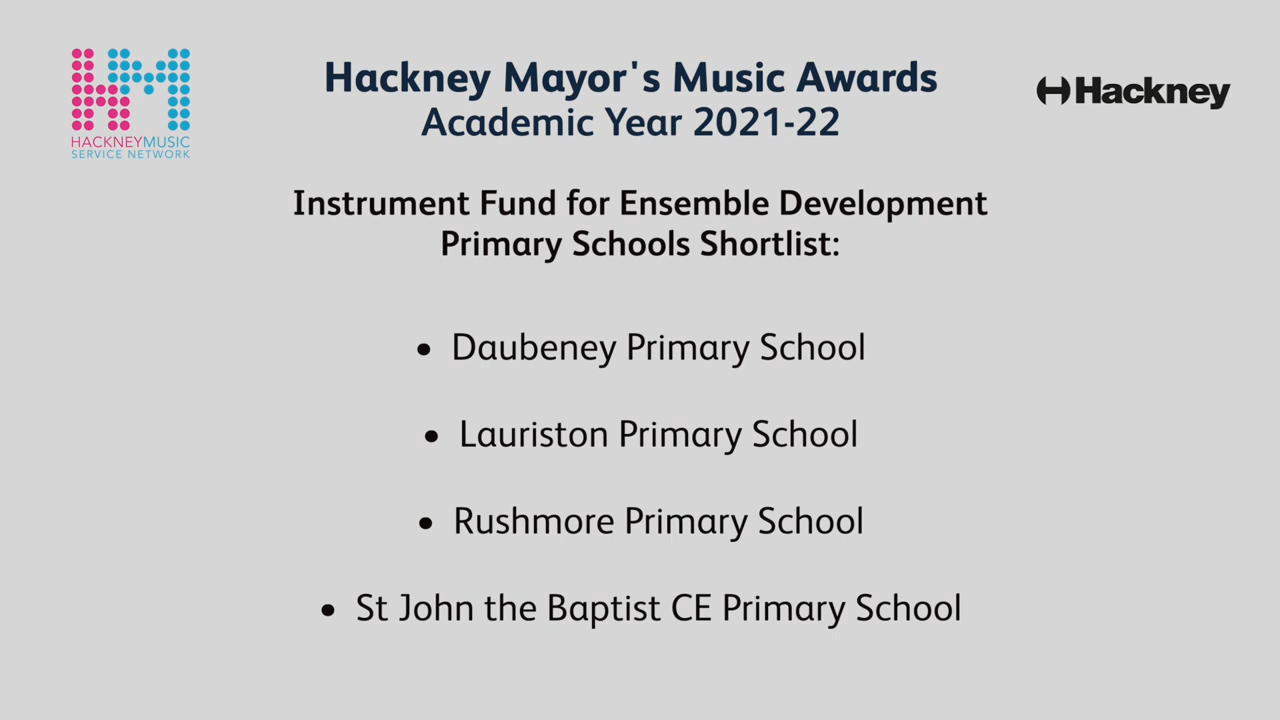 HM
HACKNEYMUSIC
SERVICE NETWORK
Hackney Mayor's Music Awards
Academic Year 2021-22
Hackney
Instrument Fund for Ensemble Development
Primary Schools Shortlist:
• Daubeney Primary School
• Lauriston Primary School
• Rushmore Primary School
• St John the Baptist CE Primary School